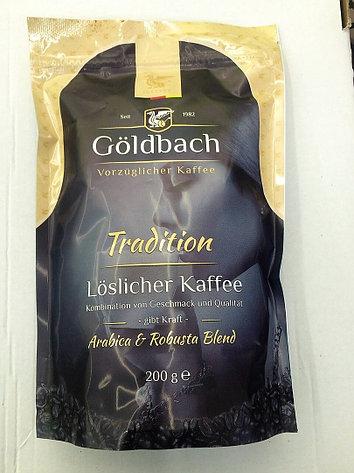 Seit 1982
Göldbach
Vorzüglicher Kaffee
Tradition
Löslicher Kaffee
Kombination von Geschmack und Qualität
- gibt Kraft -
Arabica & Robusta Blend
200 g ℮